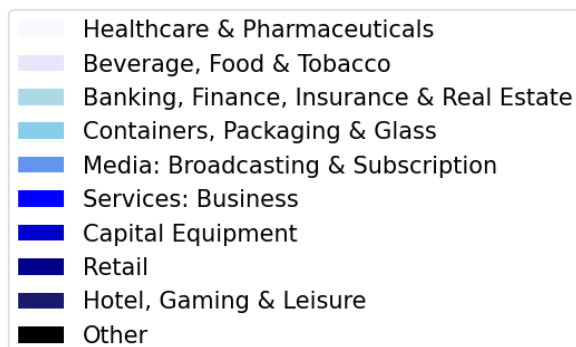 Healthcare & Pharmaceuticals
Beverage, Food & Tobacco
Banking, Finance, Insurance & Real Estate
Containers, Packaging & Glass
Media: Broadcasting & Subscription
Services: Business
Capital Equipment
Retail
Hotel, Gaming & Leisure
Other